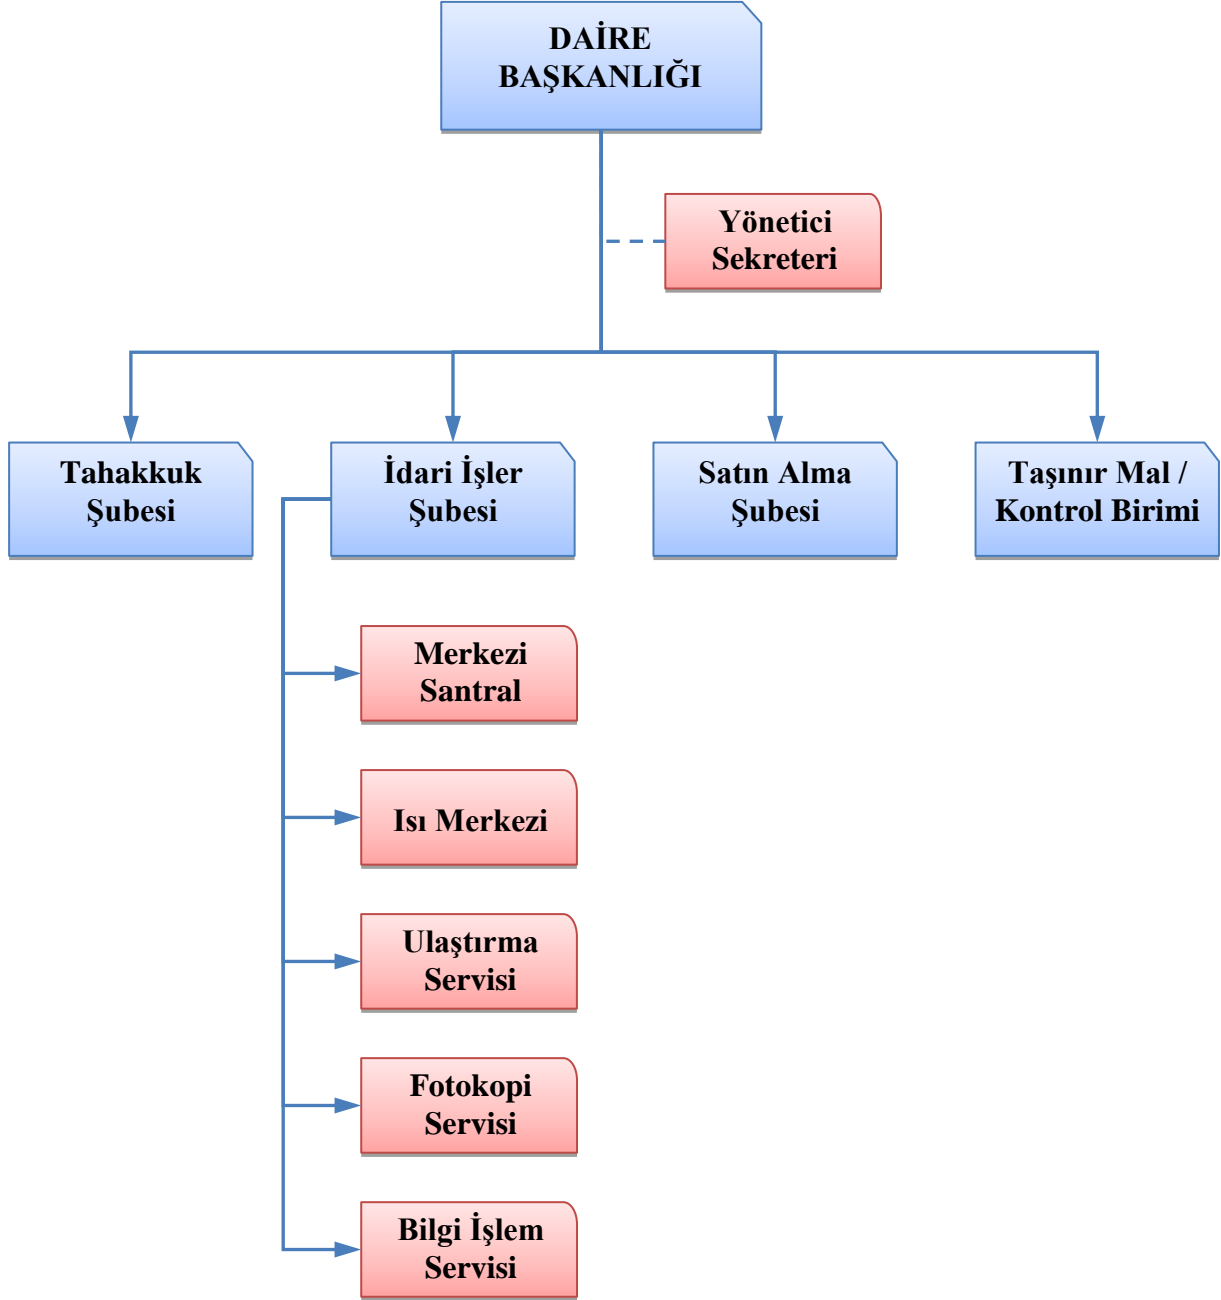 DAİRE
BAŞKANLIĞI
Yönetici
Sekreteri
Tahakkuk
Şubesi
İdari İşler
Şubesi
Satın Alma
Şubesi
Taşınır Mal /
Kontrol Birimi
Merkezi
Santral
Isı Merkezi
Ulaştırma
Servisi
Fotokopi
Servisi
Bilgi İşlem
Servisi